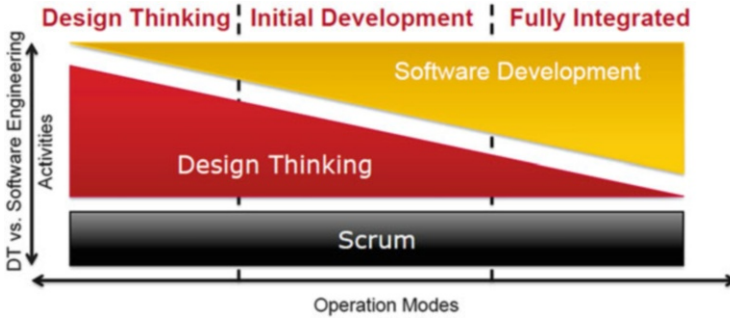 Design Thinking Initial Development Fully Integrated
Software Development
Design Thinking
Scrum
DT vs. Software Engineering
Activities
Operation Modes